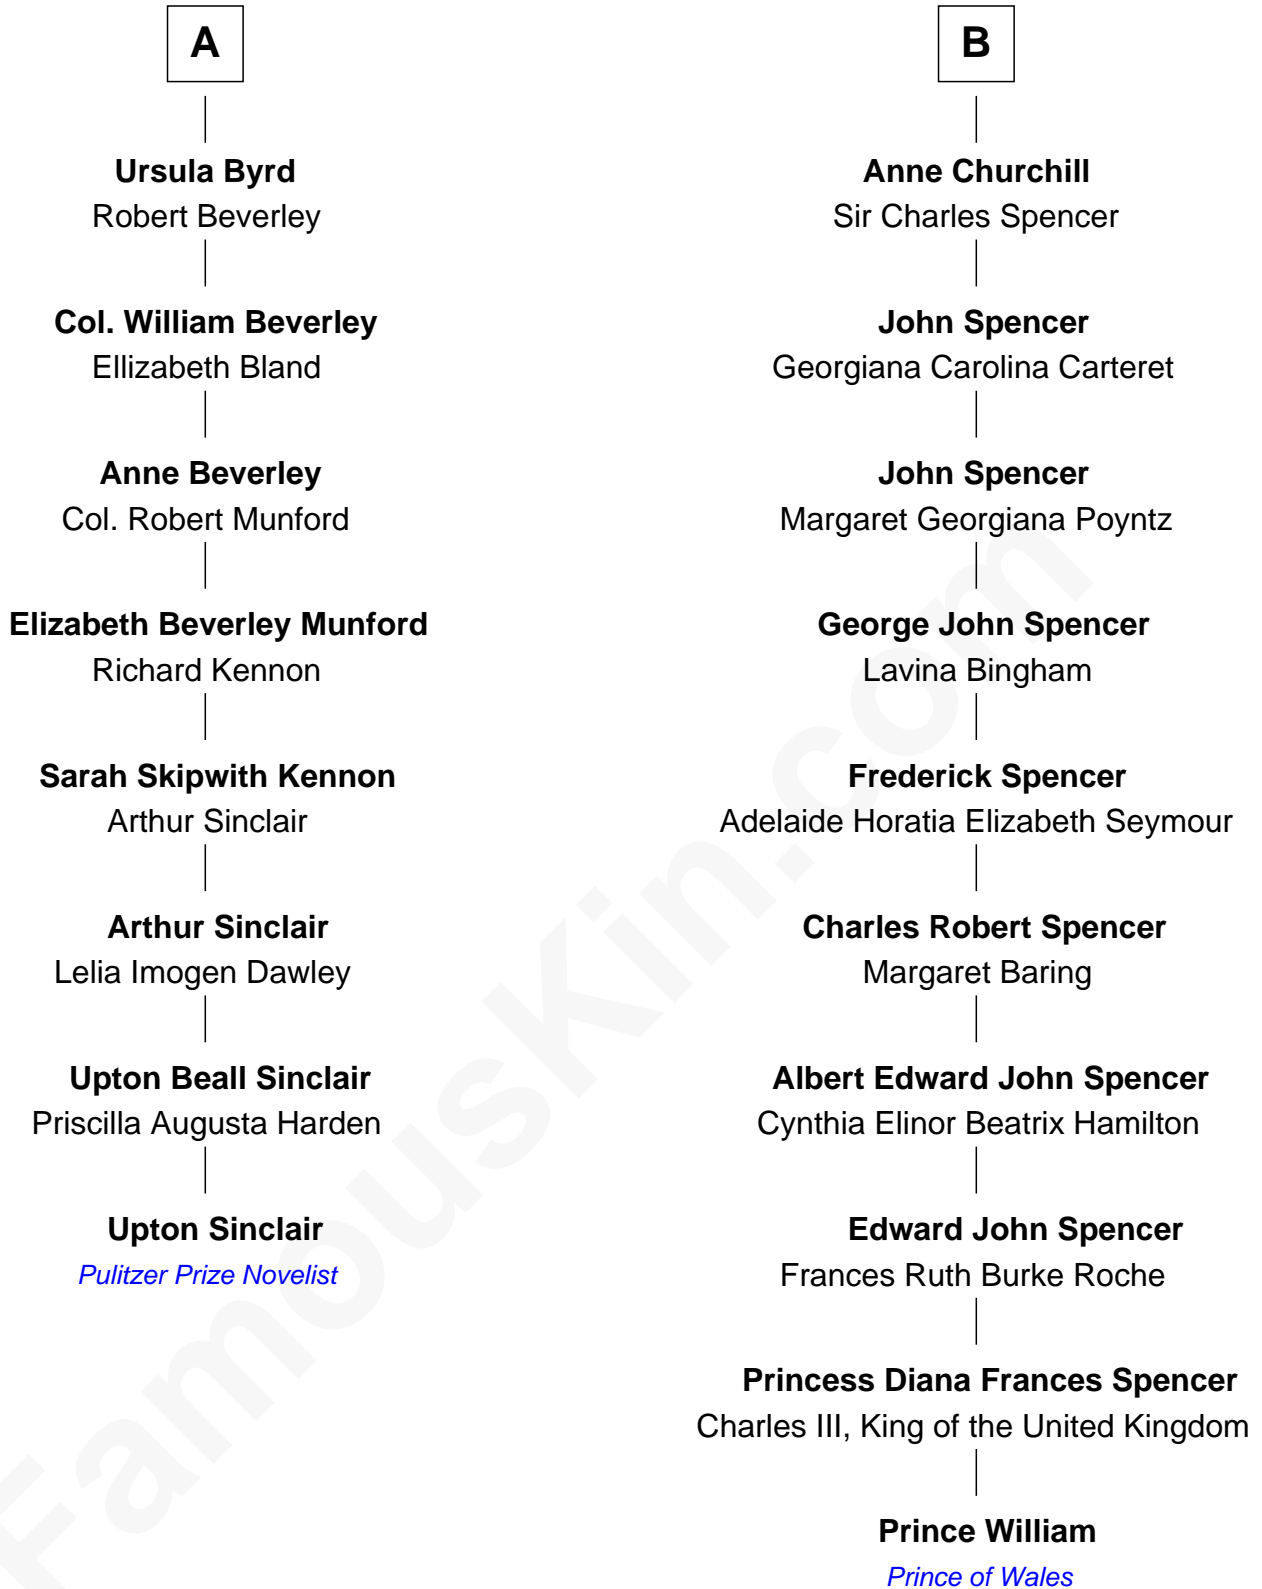 A
Ursula Byrd
Robert Beverley
Col. William Beverley
Ellizabeth Bland
Anne Beverley
Col. Robert Munford
Elizabeth Beverley Munford
Richard Kennon
Sarah Skipwith Kennon
Arthur Sinclair
Arthur Sinclair
Lelia Imogen Dawley
Upton Beall Sinclair
Priscilla Augusta Harden
Upton Sinclair
Pulitzer Prize Novelist
B
Anne Churchill
Sir Charles Spencer
John Spencer
Georgiana Carolina Carteret
John Spencer
Margaret Georgiana Poyntz
George John Spencer
Lavina Bingham
Frederick Spencer
Adelaide Horatia Elizabeth Seymour
Charles Robert Spencer
Margaret Baring
Albert Edward John Spencer
Cynthia Elinor Beatrix Hamilton
Edward John Spencer
Frances Ruth Burke Roche
Princess Diana Frances Spencer
Charles III, King of the United Kingdom
Prince William
Prince of Wales
FamousKin.com